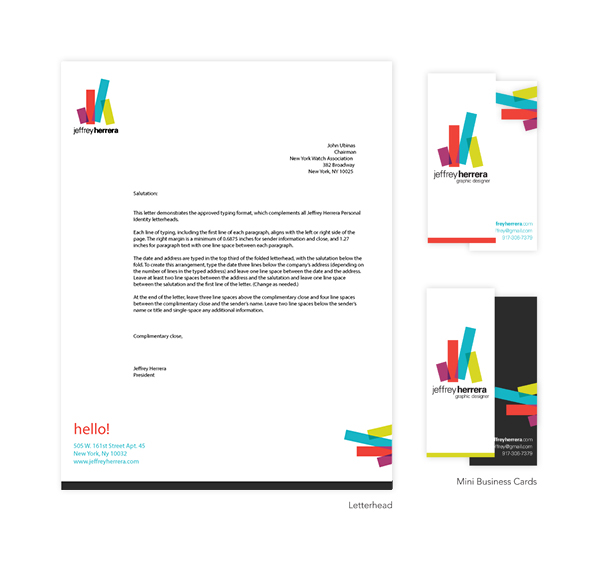 jeffreyherrera
John Ubinas
Chairman
New York Watch Association
382 Broadway
New York, NY 10025
Salutation:
This letter demonstrates the approved typing format, which complements all Jeffrey Herrera Personal
Identity letterheads.
Each line of typing, including the first line of each paragraph, aligns with the left or right side of the
page. The right margin is a minimum of 0.6875 inches for sender information and close, and 1.27
inches for paragraph text with one line space between each paragraph.
The date and address are typed in the top third of the folded letterhead, with the salutation below the
fold. To create this arrangement, type the date three lines below the company's address (depending on
the number of lines in the typed address) and leave one line space between the date and the address.
Leave at least two line spaces between the address and the salutation and leave one line space
between the salutation and the first line of the letter. (Change as needed.)
At the end of the letter, leave three line spaces above the complimentary close and four line spaces
between the complimentary close and the sender's name. Leave two line spaces below the sender's
name or title and single-space any additional information.
Complimentary close,
Jeffrey Herrera
President
hello!
505 W. 161st Street Apt. 45
New York, Ny 10032
www.jeffreyherrera.com
Letterhead
jeffreyherrera
graphic designer
jeffreyherrera.com
jffrey@gmail.com
917-306-7379
jeffreyherrera
graphic designer
jffreyherrera.com
jffrey@gmail.com
917-306-7379
Mini Business Cards